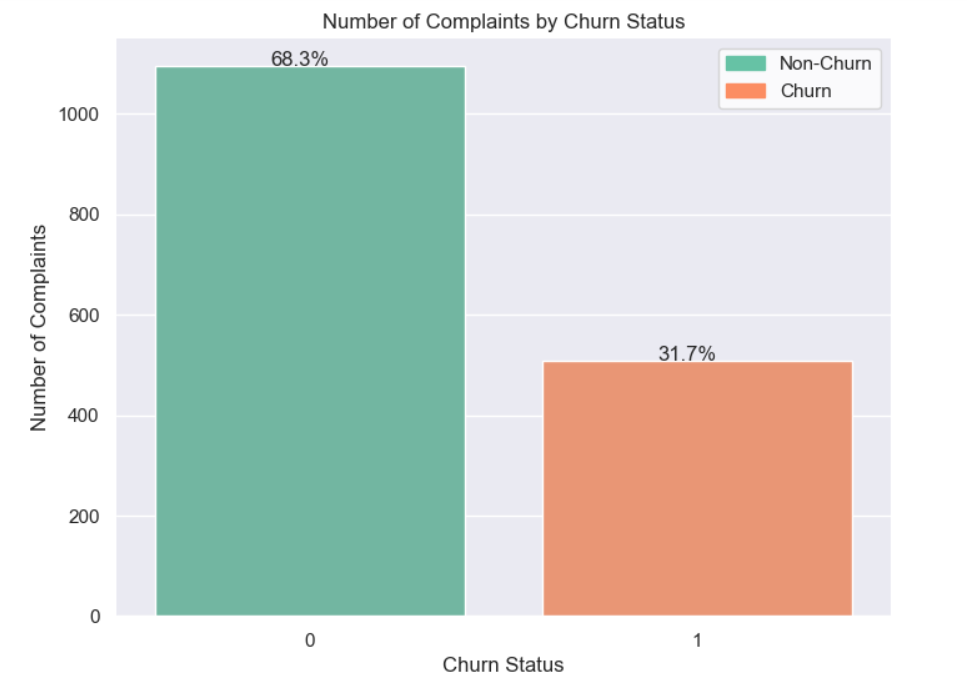 Number of Complaints by Churn Status
68.3%
Non-Churn
Churn
1000
800
Number of Complaints
600
31.7%
400
200
0
0 1
Churn Status